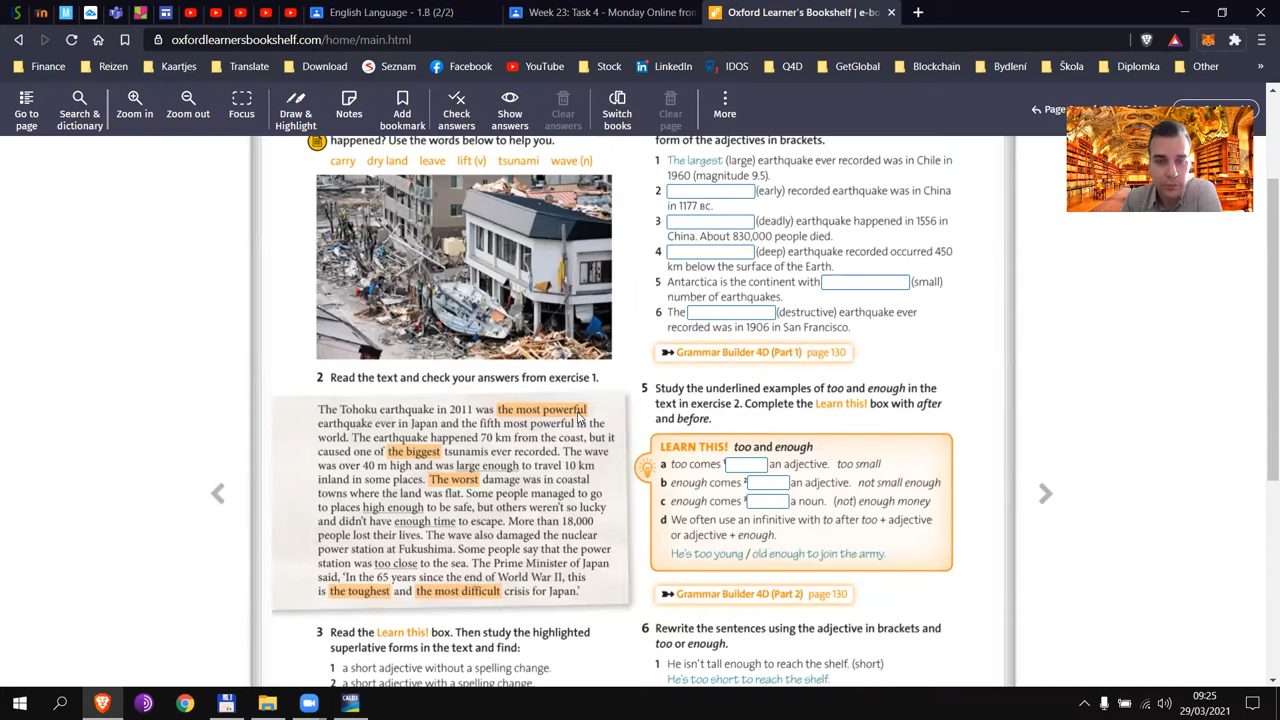 English Language - 1.B (2/2)
Week 23: Task 4 - Monday Online from
Oxford Learner's Bookshelf | e-bo
oxfordlearnersbookshelf.com/home/main.html
Finance
Reizen
Kaartjes
Translate
Download
Seznam
Facebook
YouTube
Stock
LinkedIn
IDOS
Q4D
GetGlobal
Blockchain
Bydlení
Škola
Diplomka
Other
Go to page
Search & dictionary
Zoom in
Zoom out
Focus
Draw & Highlight
Notes
Add bookmark
Check answers
Show answers
Clear answers
Switch books
Clear page
More
Page
happened? Use the words below to help you.
carry dry land leave lift (v) tsunami wave (n)
2 Read the text and check your answers from exercise 1.
The Tohoku earthquake in 2011 was the most powerful
earthquake ever in Japan and the fifth most powerful in the
world. The earthquake happened 70 km from the coast, but it
caused one of the biggest tsunamis ever recorded. The wave
was over 40 m high and was large enough to travel 10 km
inland in some places. The worst damage was in coastal
towns where the land was flat. Some people managed to go
to places high enough to be safe, but others weren't so lucky
and didn't have enough time to escape. More than 18,000
people lost their lives. The wave also damaged the nuclear
power station at Fukushima. Some people say that the power
station was too close to the sea. The Prime Minister of Japan
said, 'In the 65 years since the end of World War II, this
is the toughest and the most difficult crisis for Japan.'
3 Read the Learn this! box. Then study the highlighted
superlative forms in the text and find:
1 a short adjective without a spelling change.
2 a short adjective with a spelling change.
form of the adjectives in brackets.
1 The largest (large) earthquake ever recorded was in Chile in
1960 (magnitude 9.5).
2 (early) recorded earthquake was in China
in 1177 BC.
3 (deadly) earthquake happened in 1556 in
China. About 830,000 people died.
4 (deep) earthquake recorded occurred 450
km below the surface of the Earth.
5 Antarctica is the continent with (small)
number of earthquakes.
6 The (destructive) earthquake ever
recorded was in 1906 in San Francisco.
Grammar Builder 4D (Part 1) page 130
5 Study the underlined examples of too and enough in the
text in exercise 2. Complete the Learn this! box with after
and before.
LEARN THIS! too and enough
a too comes 1 an adjective. too small
b enough comes 2 an adjective. not small enough
c enough comes 3 a noun. (not) enough money
d We often use an infinitive with to after too + adjective
or adjective + enough.
He's too young / old enough to join the army.
Grammar Builder 4D (Part 2) page 130
6 Rewrite the sentences using the adjective in brackets and
too or enough.
1 He isn't tall enough to reach the shelf. (short)
He's too short to reach the shelf.
CALIBS
09:25
29/03/2021